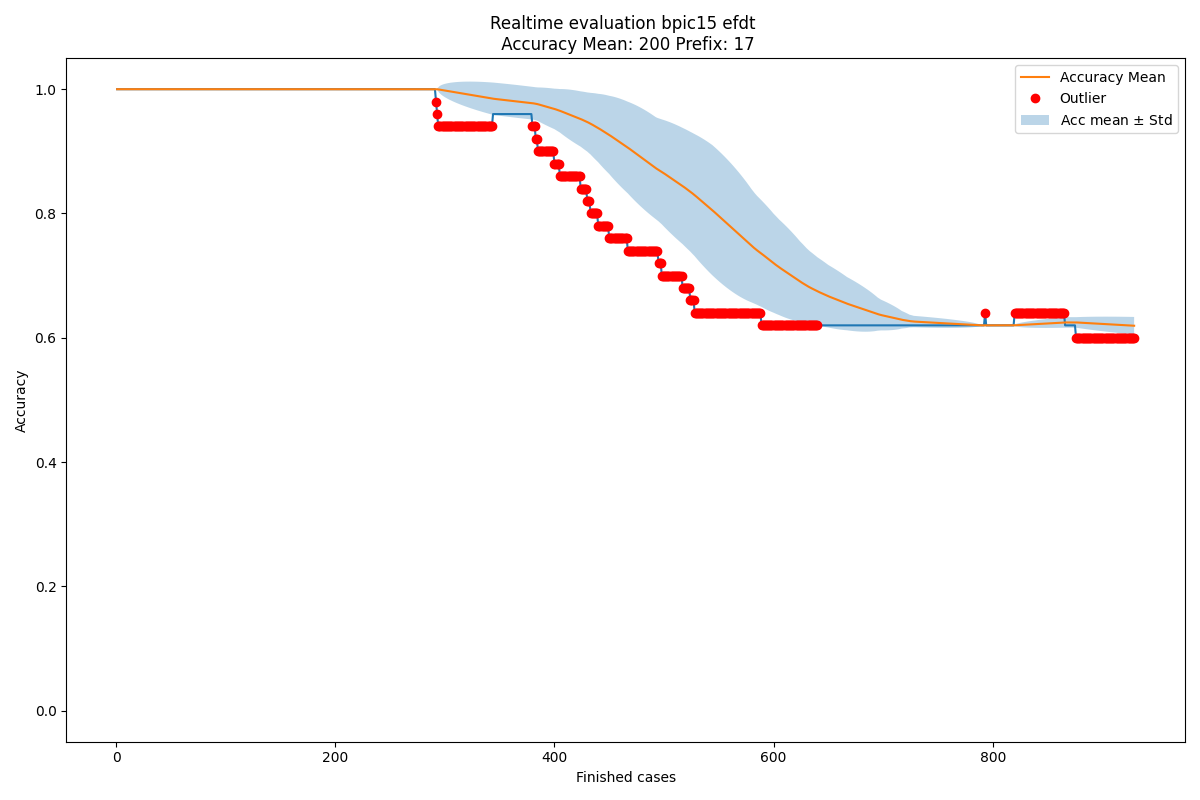 Realtime evaluation bpic15 efdt
Accuracy Mean: 200 Prefix: 17
Accuracy Mean
Outlier
Acc mean ± Std
1.0
0.8
0.6
0.4
0.2
0.0
Accuracy
0
200
400
600
800
Finished cases